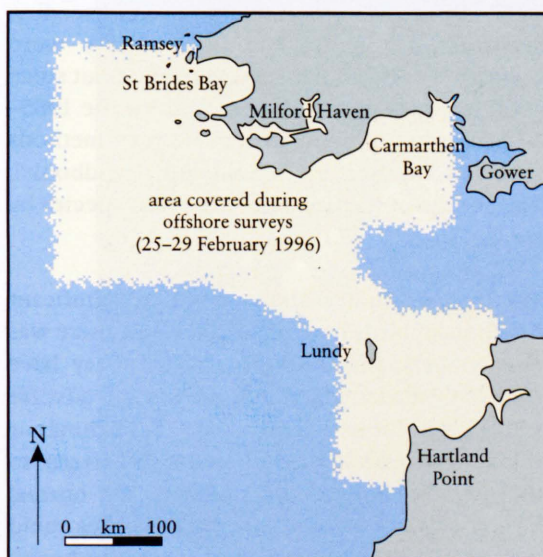 Ramsey
St Brides Bay
Milford Haven
Carmarthen
Bay
Gower
area covered during
offshore surveys
(25–29 February 1996)
Lundy
N
Hartland
Point
0 km 100